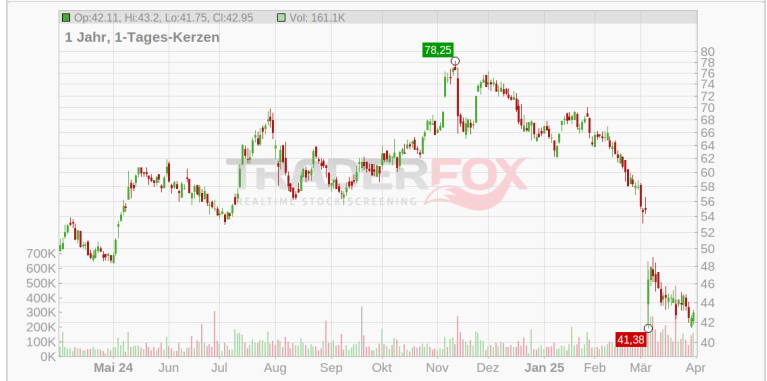 Op:42.11, Hi:43.2, Lo:41.75, Cl:42.95 Vol: 161.1K
1 Jahr, 1-Tages-Kerzen
78,25
80
78
76
74
72
70
68
66
64
62
60
58
56
54
52
50
48
46
44
42
40
TRADERFOX
REALTIME STOCKSCREENING
700K
600K
500K
400K
300K
200K
100K
0K
41,38
Mai 24 Jun Jul Aug Sep Okt Nov Dez Jan 25 Feb Mär Apr